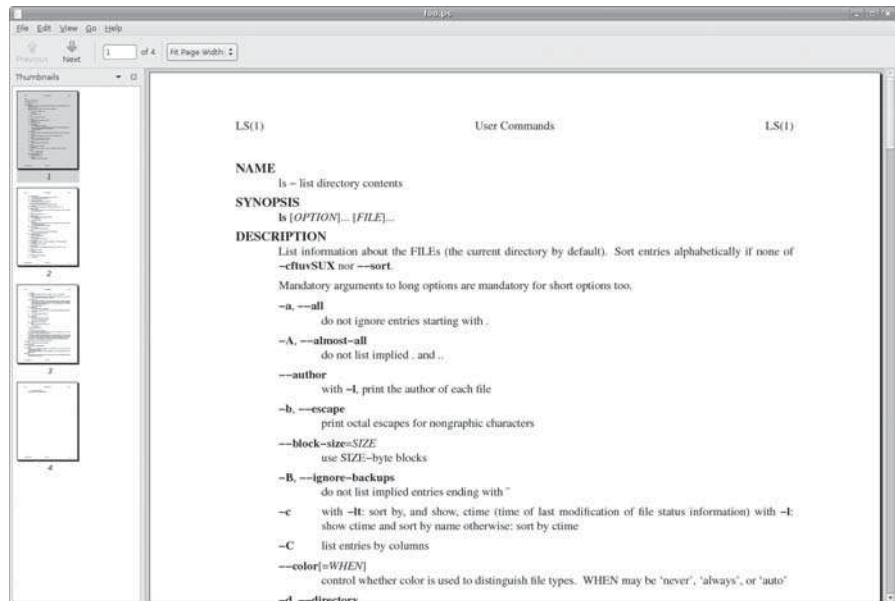 foo.ps
File Edit View Go Help
Previous Next 1 of 4 Fit Page Width
Thumbnails
1
2
3
4
LS(1) User Commands LS(1)
NAME
ls − list directory contents
SYNOPSIS
ls [OPTION]... [FILE]...
DESCRIPTION
List information about the FILEs (the current directory by default). Sort entries alphabetically if none of
−cftuvSUX nor −−sort.
Mandatory arguments to long options are mandatory for short options too.
−a, −−all
do not ignore entries starting with .
−A, −−almost−all
do not list implied . and ..
−−author
with −l, print the author of each file
−b, −−escape
print octal escapes for nongraphic characters
−−block−size=SIZE
use SIZE−byte blocks
−B, −−ignore−backups
do not list implied entries ending with ~
−c with −lt: sort by, and show, ctime (time of last modification of file status information) with −l:
show ctime and sort by name otherwise: sort by ctime
−C list entries by columns
−−color[=WHEN]
control whether color is used to distinguish file types. WHEN may be ‘never’, ‘always’, or ‘auto’
−d, −−directory